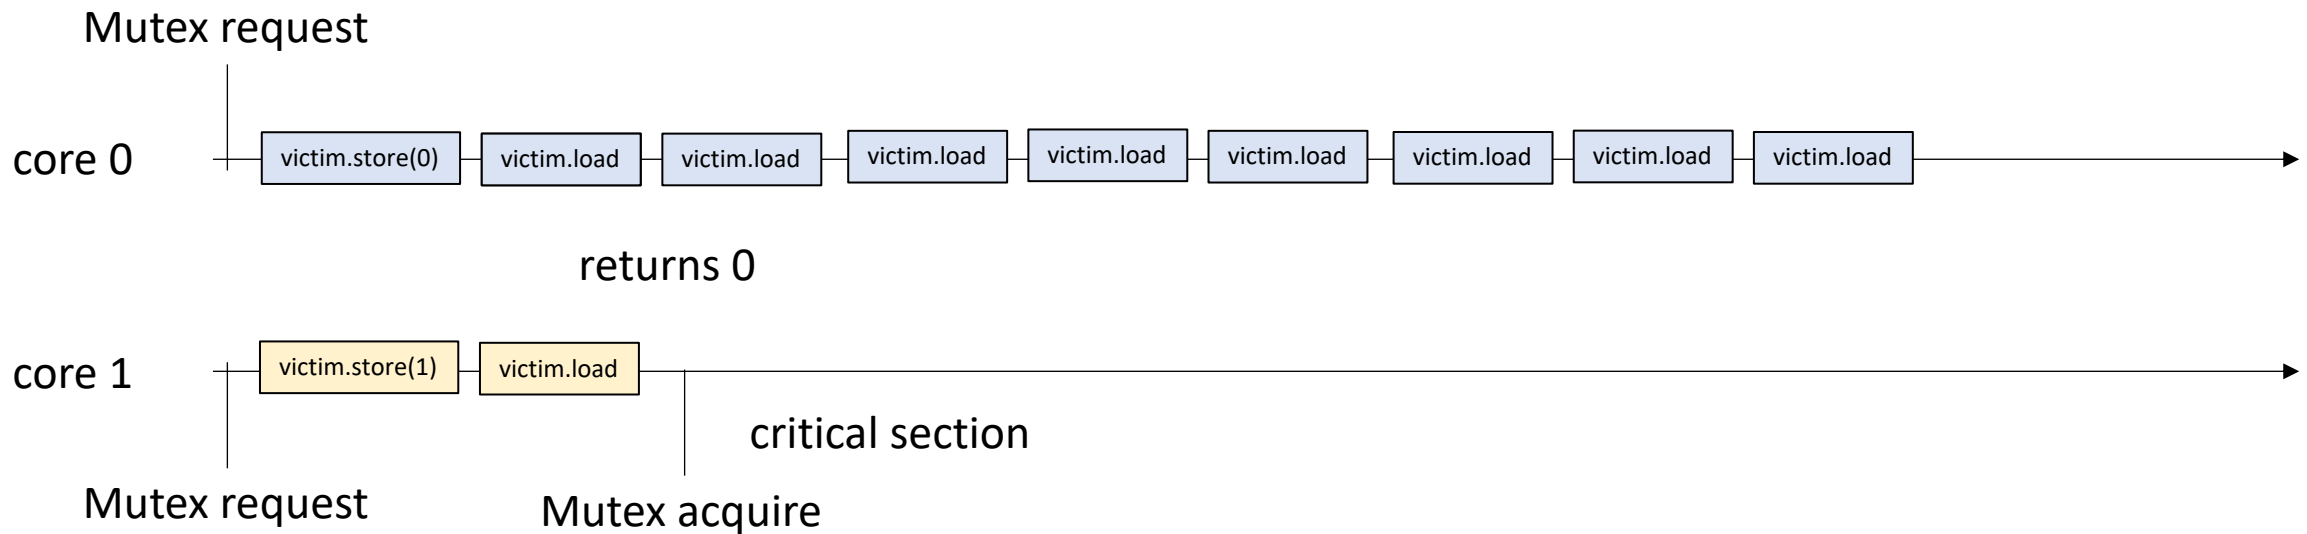 Mutex request
core 0
victim.store(0)
victim.load
victim.load
victim.load
victim.load
victim.load
victim.load
victim.load
victim.load
returns 0
core 1
victim.store(1)
victim.load
critical section
Mutex request
Mutex acquire